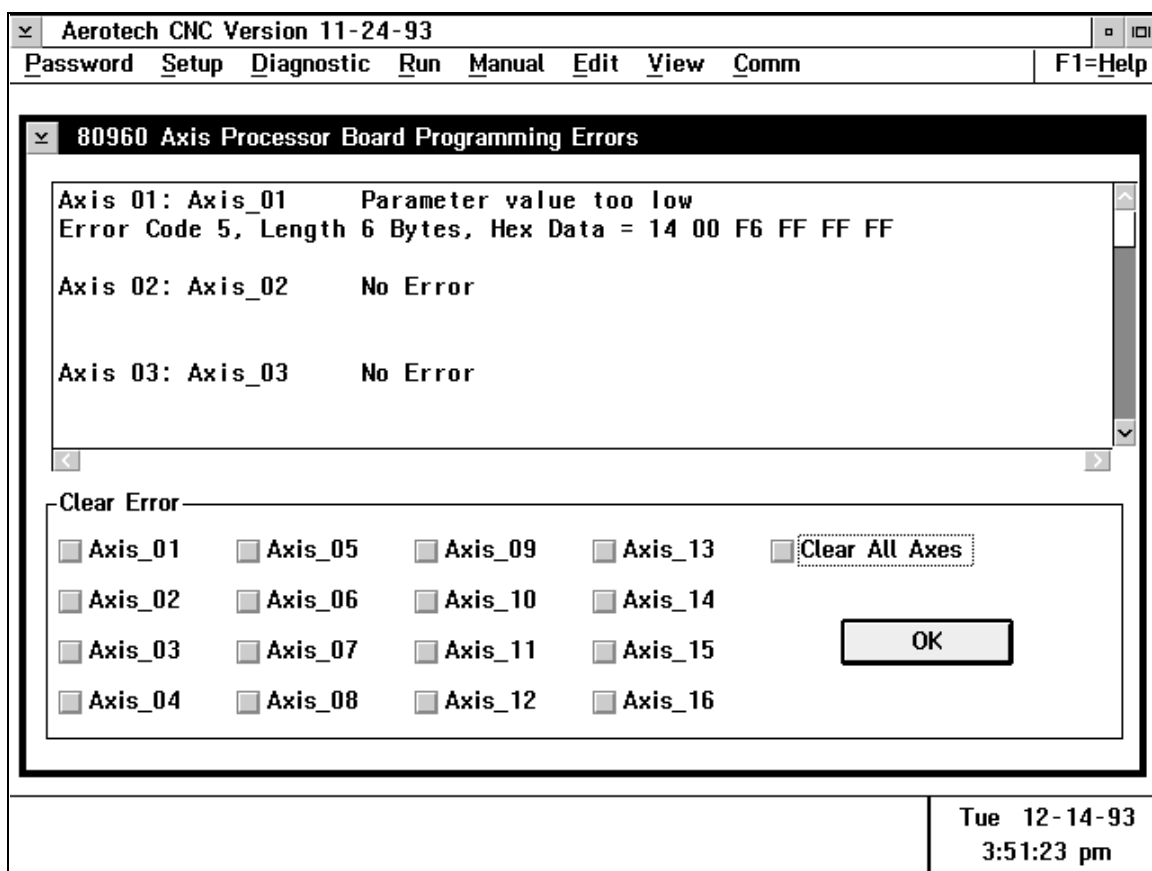 Aerotech CNC Version 11-24-93
Password Setup Diagnostic Run Manual Edit View Comm F1=Help
80960 Axis Processor Board Programming Errors
Axis 01: Axis_01 Parameter value too low
Error Code 5, Length 6 Bytes, Hex Data = 14 00 F6 FF FF FF
Axis 02: Axis_02 No Error
Axis 03: Axis_03 No Error
Clear Error
Axis_01 Axis_05 Axis_09 Axis_13 Clear All Axes
Axis_02 Axis_06 Axis_10 Axis_14
Axis_03 Axis_07 Axis_11 Axis_15 OK
Axis_04 Axis_08 Axis_12 Axis_16
Tue 12-14-93
3:51:23 pm